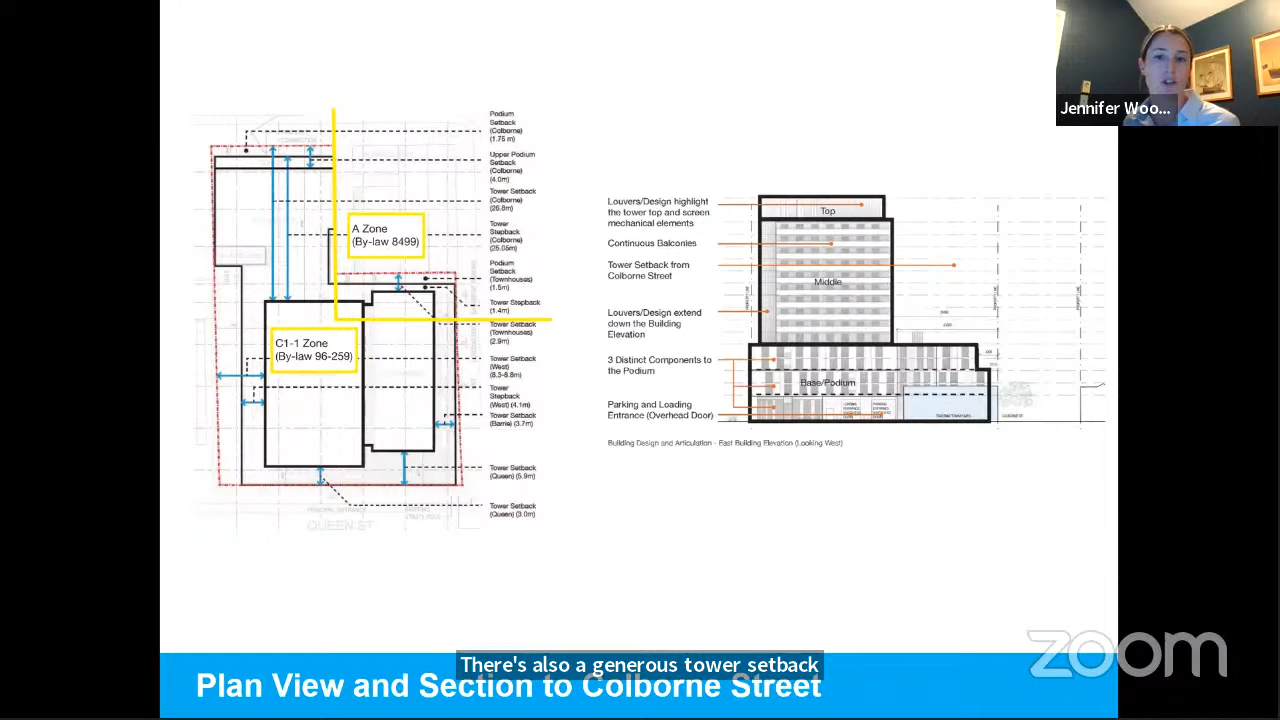 Jennifer Woo...
Podium
Setback
(Colborne)
(1.75 m)
Upper Podium
Setback
(Colborne)
(4.0m)
Tower Setback
(Colborne)
(26.8m)
Tower
Stepback
(Colborne)
(25.05m)
Podium
Setback
(Townhouses)
(1.5m)
Tower Stepback
(1.4m)
Tower Setback
(Townhouses)
(2.9m)
Tower Setback
(West)
(8.3-8.8m)
Tower
Stepback
(West) (4.1m)
Tower Setback
(Barrie) (3.7m)
Tower Setback
(Queen) (5.9m)
Tower Setback
(Queen) (3.0m)
A Zone
(By-law 8499)
C1-1 Zone
(By-law 96-259)
QUEEN ST
Louvers/Design highlight
the tower top and screen
mechanical elements
Continuous Balconies
Tower Setback from
Colborne Street
Louvers/Design extend
down the Building
Elevation
3 Distinct Components to
the Podium
Parking and Loading
Entrance (Overhead Door)
Top
Middle
Base/Podium
Building Design and Articulation - East Building Elevation (Looking West)
zoom
There's also a generous tower setback
Plan View and Section to Colborne Street